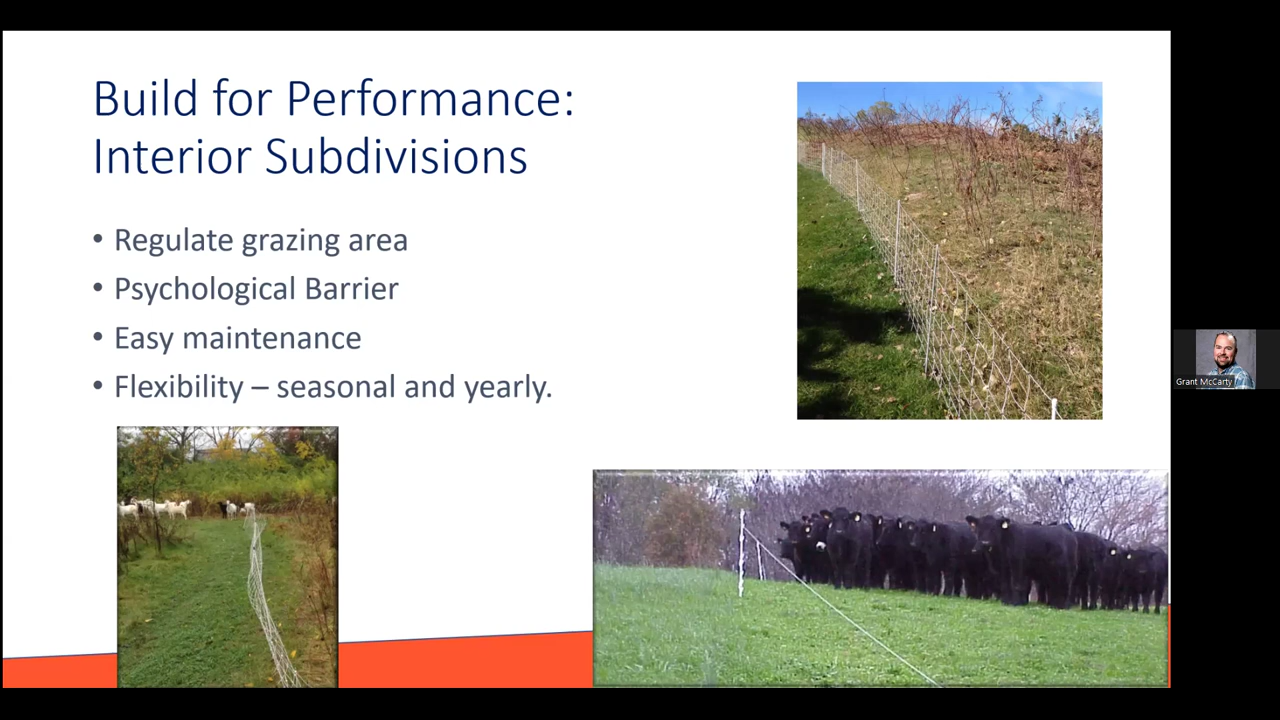 Build for Performance:
Interior Subdivisions
• Regulate grazing area
• Psychological Barrier
• Easy maintenance
• Flexibility – seasonal and yearly.
Grant McCarty